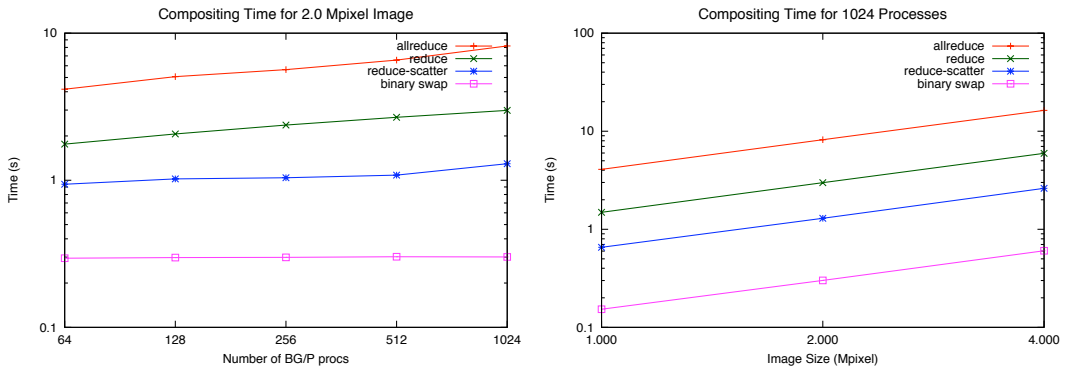 Compositing Time for 2.0 Mpixel Image
10
1
0.1
Time (s)
allreduce
reduce
reduce-scatter
binary swap
64
128
256
512
1024
Number of BG/P procs
Compositing Time for 1024 Processes
100
10
1
0.1
Time (s)
allreduce
reduce
reduce-scatter
binary swap
1.000
2.000
4.000
Image Size (Mpixel)